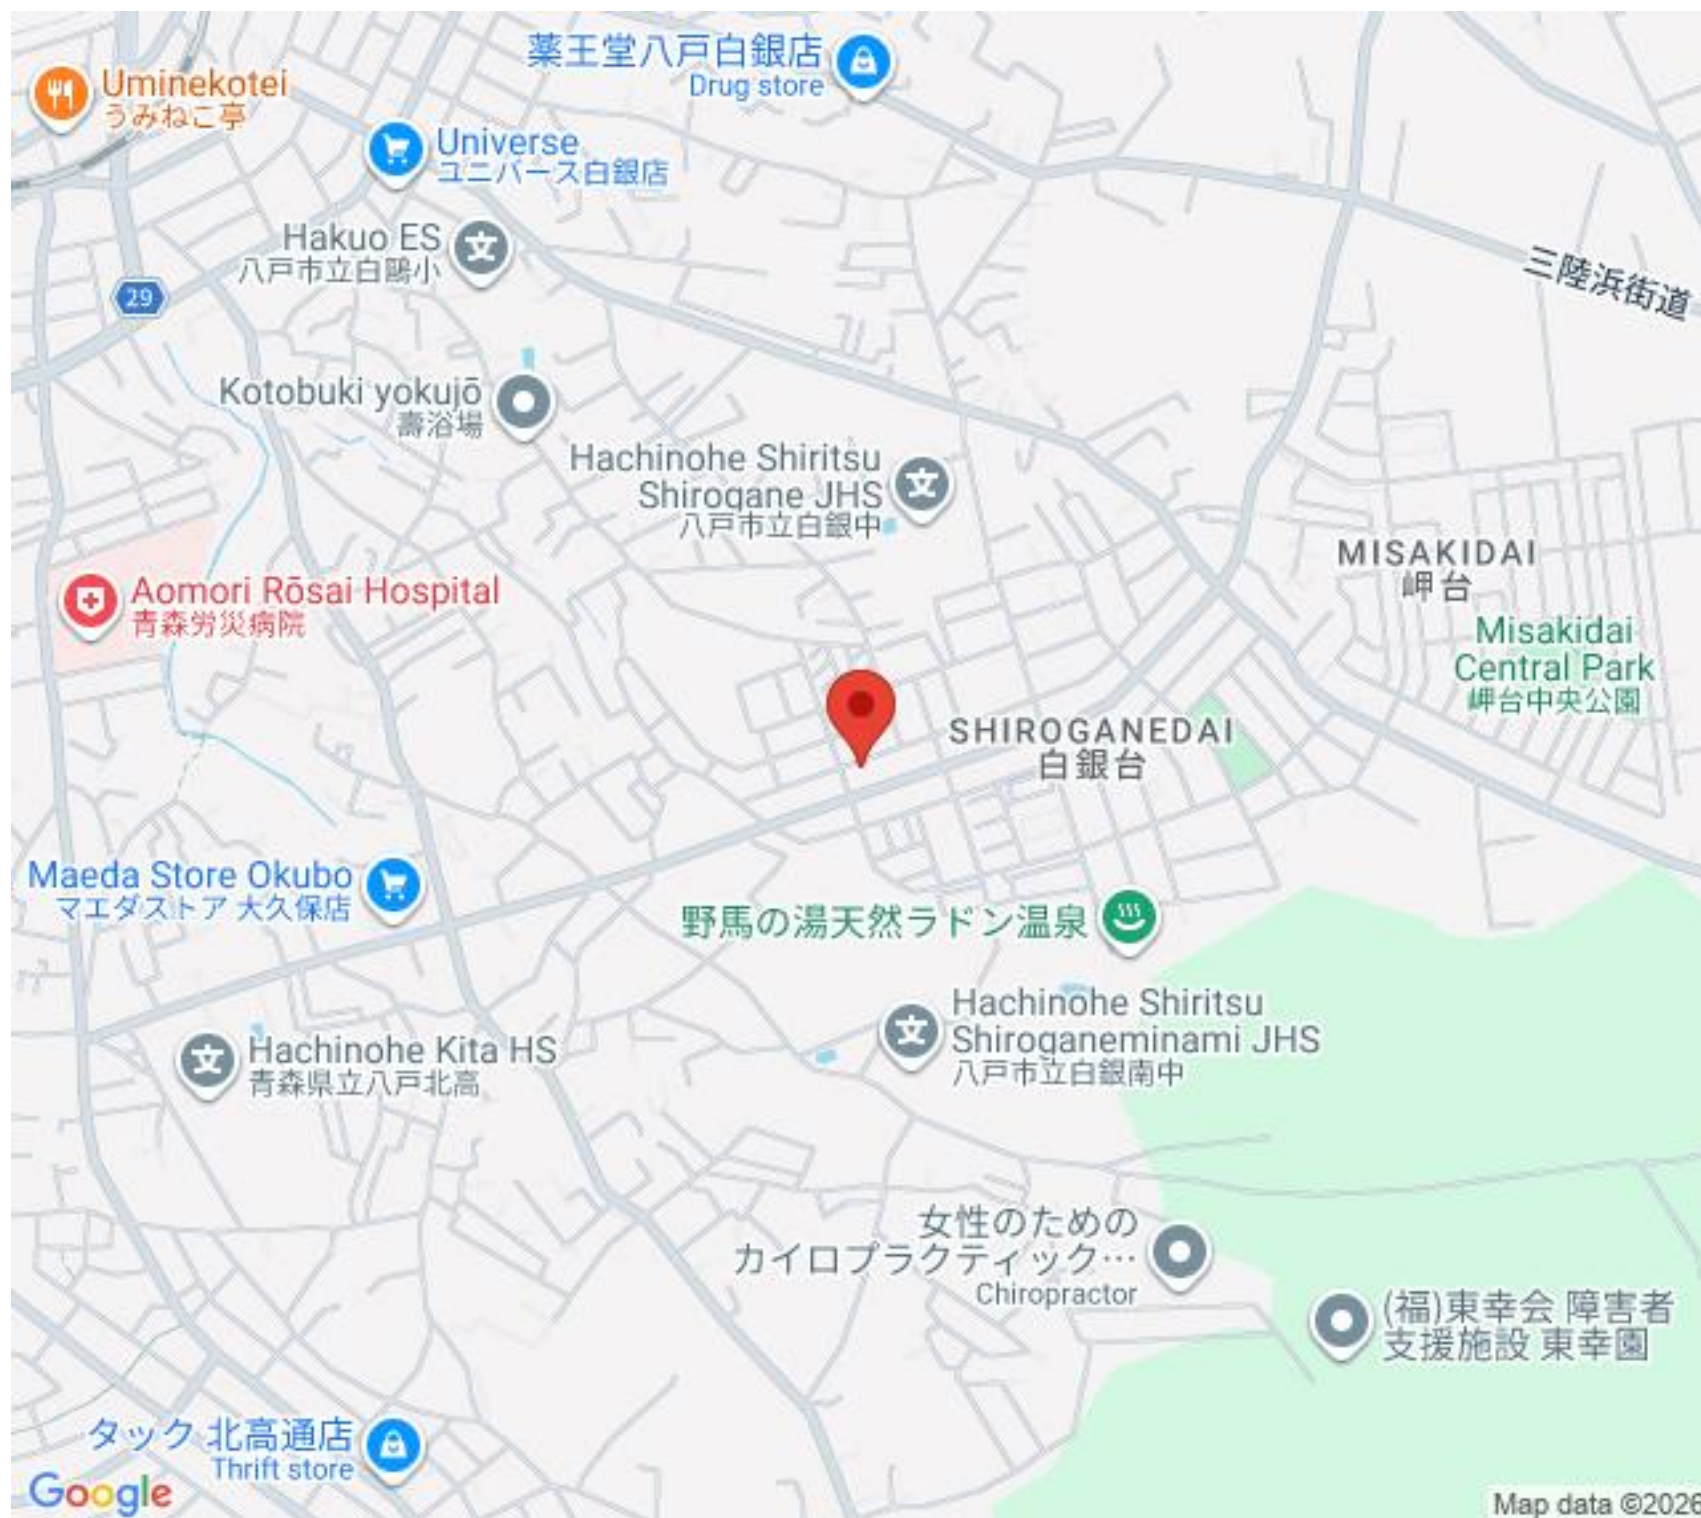 薬王堂八戸白銀店
Drug store
Uminekotei
うみねこ亭
Universe
ユニバース白銀店
Hakuo ES
八戸市立白鷗小
29
三陸浜街道
Kotobuki yokujō
壽浴場
Hachinohe Shiritsu
Shirogane JHS
八戸市立白銀中
MISAKIDAI
岬台
Aomori Rōsai Hospital
青森労災病院
Misakidai
Central Park
岬台中央公園
SHIROGANEDAI
白銀台
Maeda Store Okubo
マエダストア 大久保店
野馬の湯天然ラドン温泉
Hachinohe Shiritsu
Shiroganeminami JHS
八戸市立白銀南中
Hachinohe Kita HS
青森県立八戸北高
女性のための
カイロプラクティック…
Chiropractor
(福)東幸会 障害者
支援施設 東幸園
タック 北高通店
Thrift store
Google
Map data ©2026